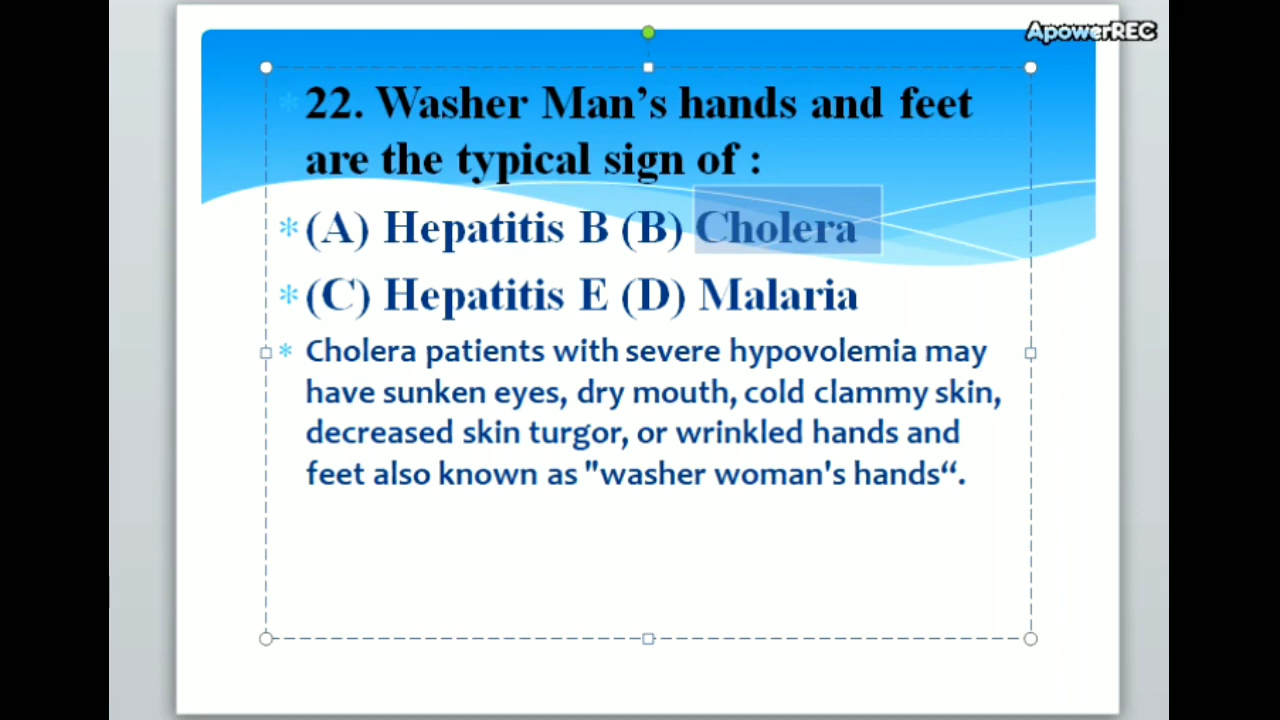 ApowerREC
* 22. Washer Man’s hands and feet
are the typical sign of :
* (A) Hepatitis B (B) Cholera
* (C) Hepatitis E (D) Malaria
* Cholera patients with severe hypovolemia may
have sunken eyes, dry mouth, cold clammy skin,
decreased skin turgor, or wrinkled hands and
feet also known as "washer woman's hands“.